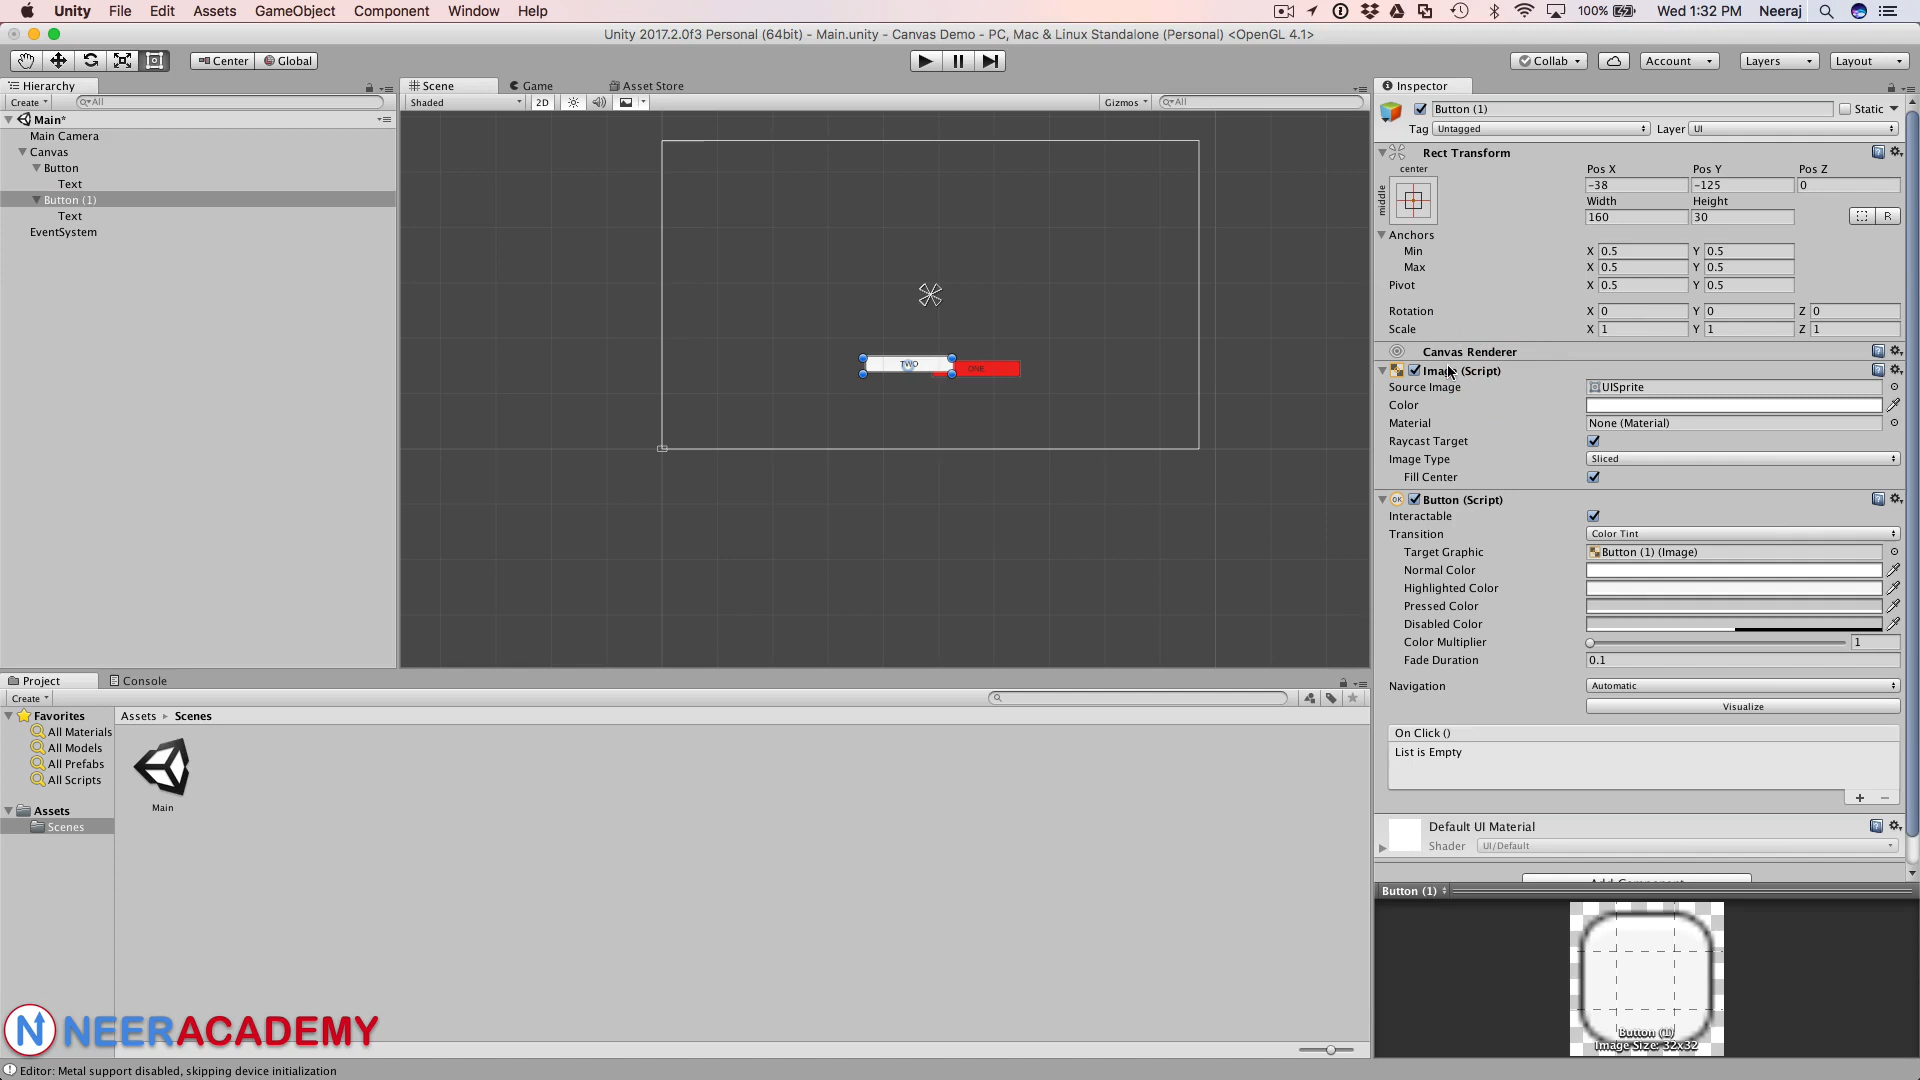 Unity File Edit Assets GameObject Component Window Help 100% Wed 1:32 PM Neeraj
Unity 2017.2.0f3 Personal (64bit) - Main.unity - Canvas Demo - PC, Mac & Linux Standalone (Personal) <OpenGL 4.1>
Center Global Collab Account Layers Layout
Hierarchy
Create All
Main*
Main Camera
Canvas
Button
Text
Button (1)
Text
EventSystem
Scene Game Asset Store
Shaded 2D Gizmos All
TWO
ONE
Inspector
Button (1) Static
Tag Untagged Layer UI
Rect Transform
center Pos X Pos Y Pos Z
middle
-38 -125 0
Width Height
160 30 R
Anchors
Min X 0.5 Y 0.5
Max X 0.5 Y 0.5
Pivot X 0.5 Y 0.5
Rotation X 0 Y 0 Z 0
Scale X 1 Y 1 Z 1
Canvas Renderer
Image (Script)
Source Image UISprite
Color
Material None (Material)
Raycast Target
Image Type Sliced
Fill Center
OK Button (Script)
Interactable
Transition Color Tint
Target Graphic Button (1) (Image)
Normal Color
Highlighted Color
Pressed Color
Disabled Color
Color Multiplier 1
Fade Duration 0.1
Navigation Automatic
Visualize
On Click ()
List is Empty
+ −
Default UI Material
Shader UI/Default
Button (1)
Button (1)
Image Size: 32x32
Project Console
Create
Favorites
All Materials
All Models
All Prefabs
All Scripts
Assets
Scenes
Assets ▸ Scenes
Main
N NEERACADEMY
Editor: Metal support disabled, skipping device initialization